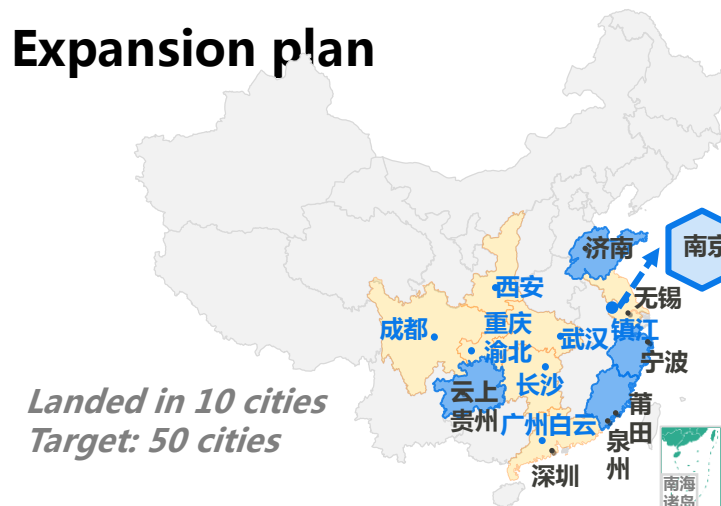 Expansion plan
济南
南京
西安
无锡
成都
重庆
渝北
武汉
镇江
宁波
长沙
云上
贵州
莆
田
广州白云
泉
州
深圳
Landed in 10 cities
Target: 50 cities
南海
诸岛